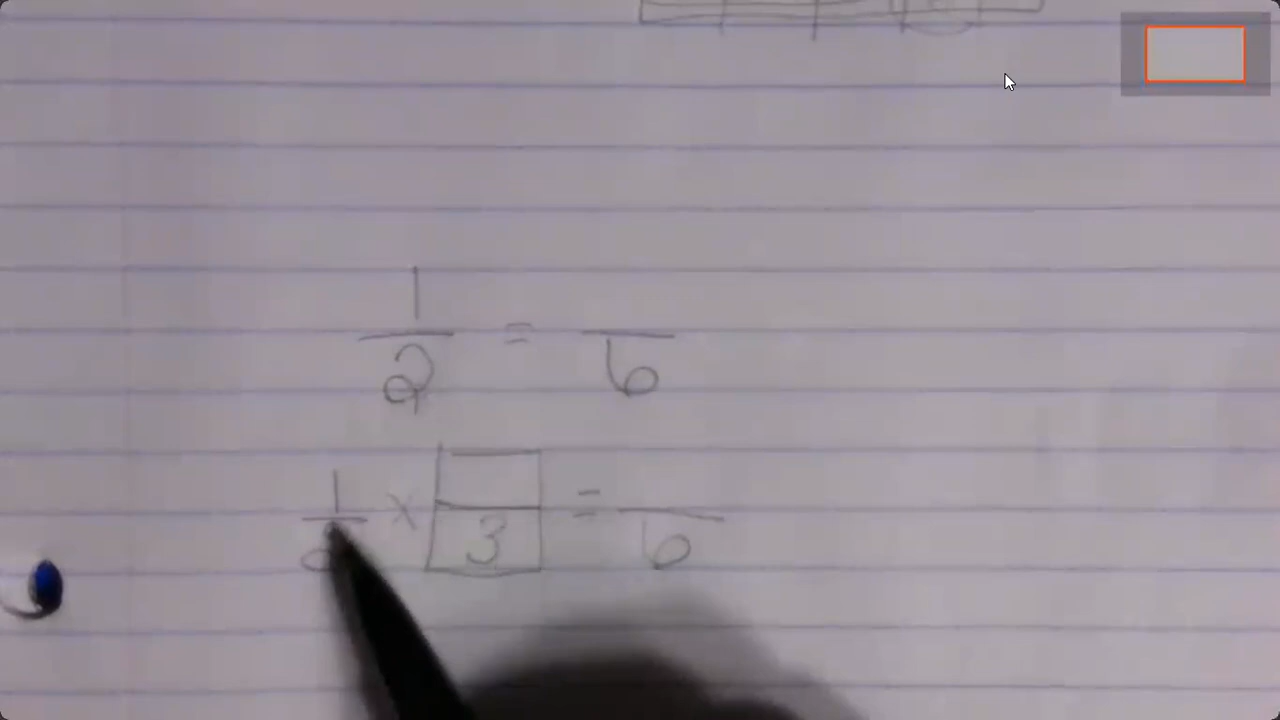 1/2 = /6
1/2 × /3 = /6